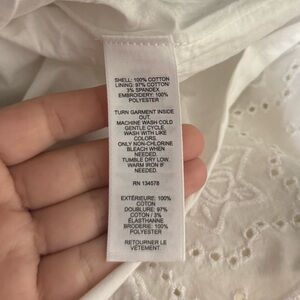 SHELL: 100% COTTON
LINING: 97% COTTON/
3% SPANDEX
EMBROIDERY: 100%
POLYESTER
TURN GARMENT INSIDE
OUT.
MACHINE WASH COLD
GENTLE CYCLE.
WASH WITH LIKE
COLORS
ONLY NON-CHLORINE
BLEACH WHEN
NEEDED.
TUMBLE DRY LOW.
WARM IRON IF
NEEDED.
RN 134578
EXTÉRIEURE: 100%
COTON
DOUBLURE: 97%
COTON / 3%
ÉLASTHANNE
BRODERIE: 100%
POLYESTER
RETOURNER LE
VÊTEMENT.